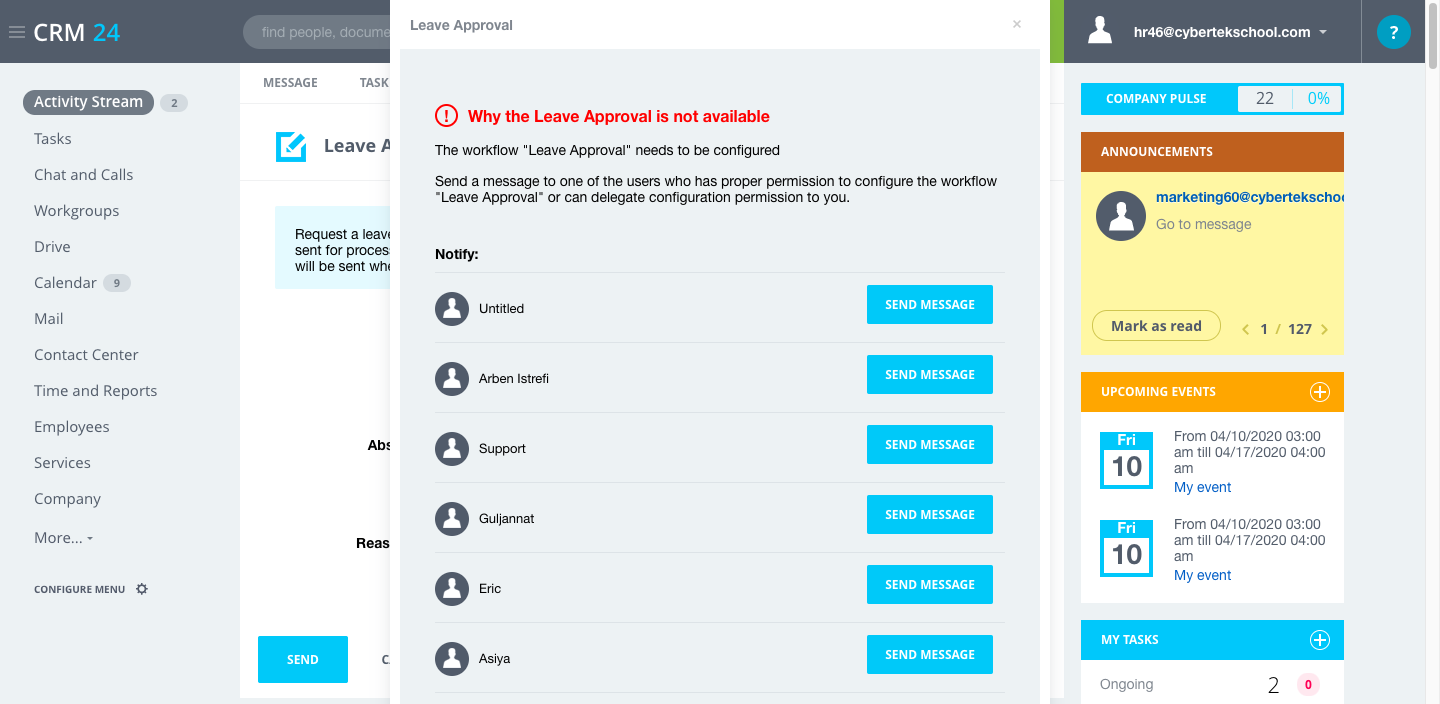 CRM 24
find people, docume
hr46@cybertekschool.com
?
Activity Stream 2
Tasks
Chat and Calls
Workgroups
Drive
Calendar 9
Mail
Contact Center
Time and Reports
Employees
Services
Company
More...
CONFIGURE MENU
MESSAGE TASK
Leave A
Request a leave
sent for process
will be sent whe
Abs
Reas
SEND
CA
Leave Approval ×
! Why the Leave Approval is not available
The workflow "Leave Approval" needs to be configured
Send a message to one of the users who has proper permission to configure the workflow
"Leave Approval" or can delegate configuration permission to you.
Notify:
Untitled SEND MESSAGE
Arben Istrefi SEND MESSAGE
Support SEND MESSAGE
Guljannat SEND MESSAGE
Eric SEND MESSAGE
Asiya SEND MESSAGE
COMPANY PULSE 22 0%
ANNOUNCEMENTS
marketing60@cybertekschoo
Go to message
Mark as read 1 / 127
UPCOMING EVENTS
Fri
10
From 04/10/2020 03:00
am till 04/17/2020 04:00
am
My event
Fri
10
From 04/10/2020 03:00
am till 04/17/2020 04:00
am
My event
MY TASKS
Ongoing 2 0